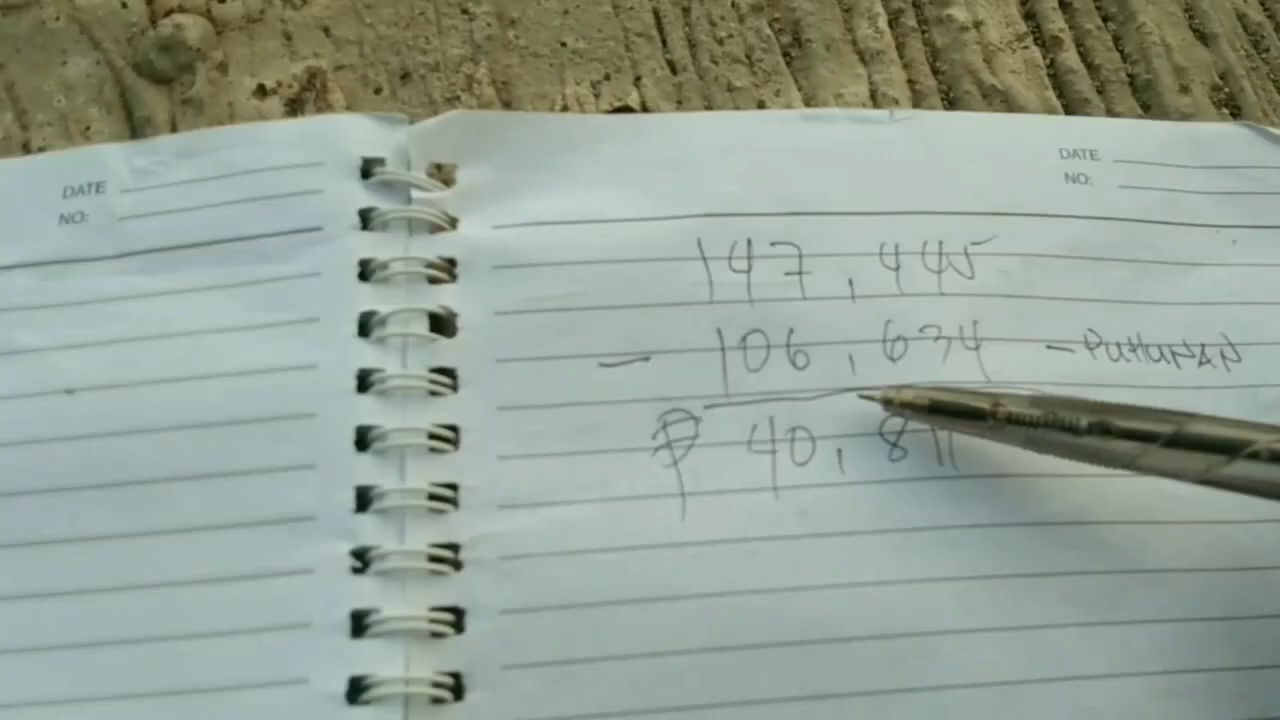 DATE
NO:
DATE
NO:
147,445
- 106,634 - PUHUNAN
₱ 40,811